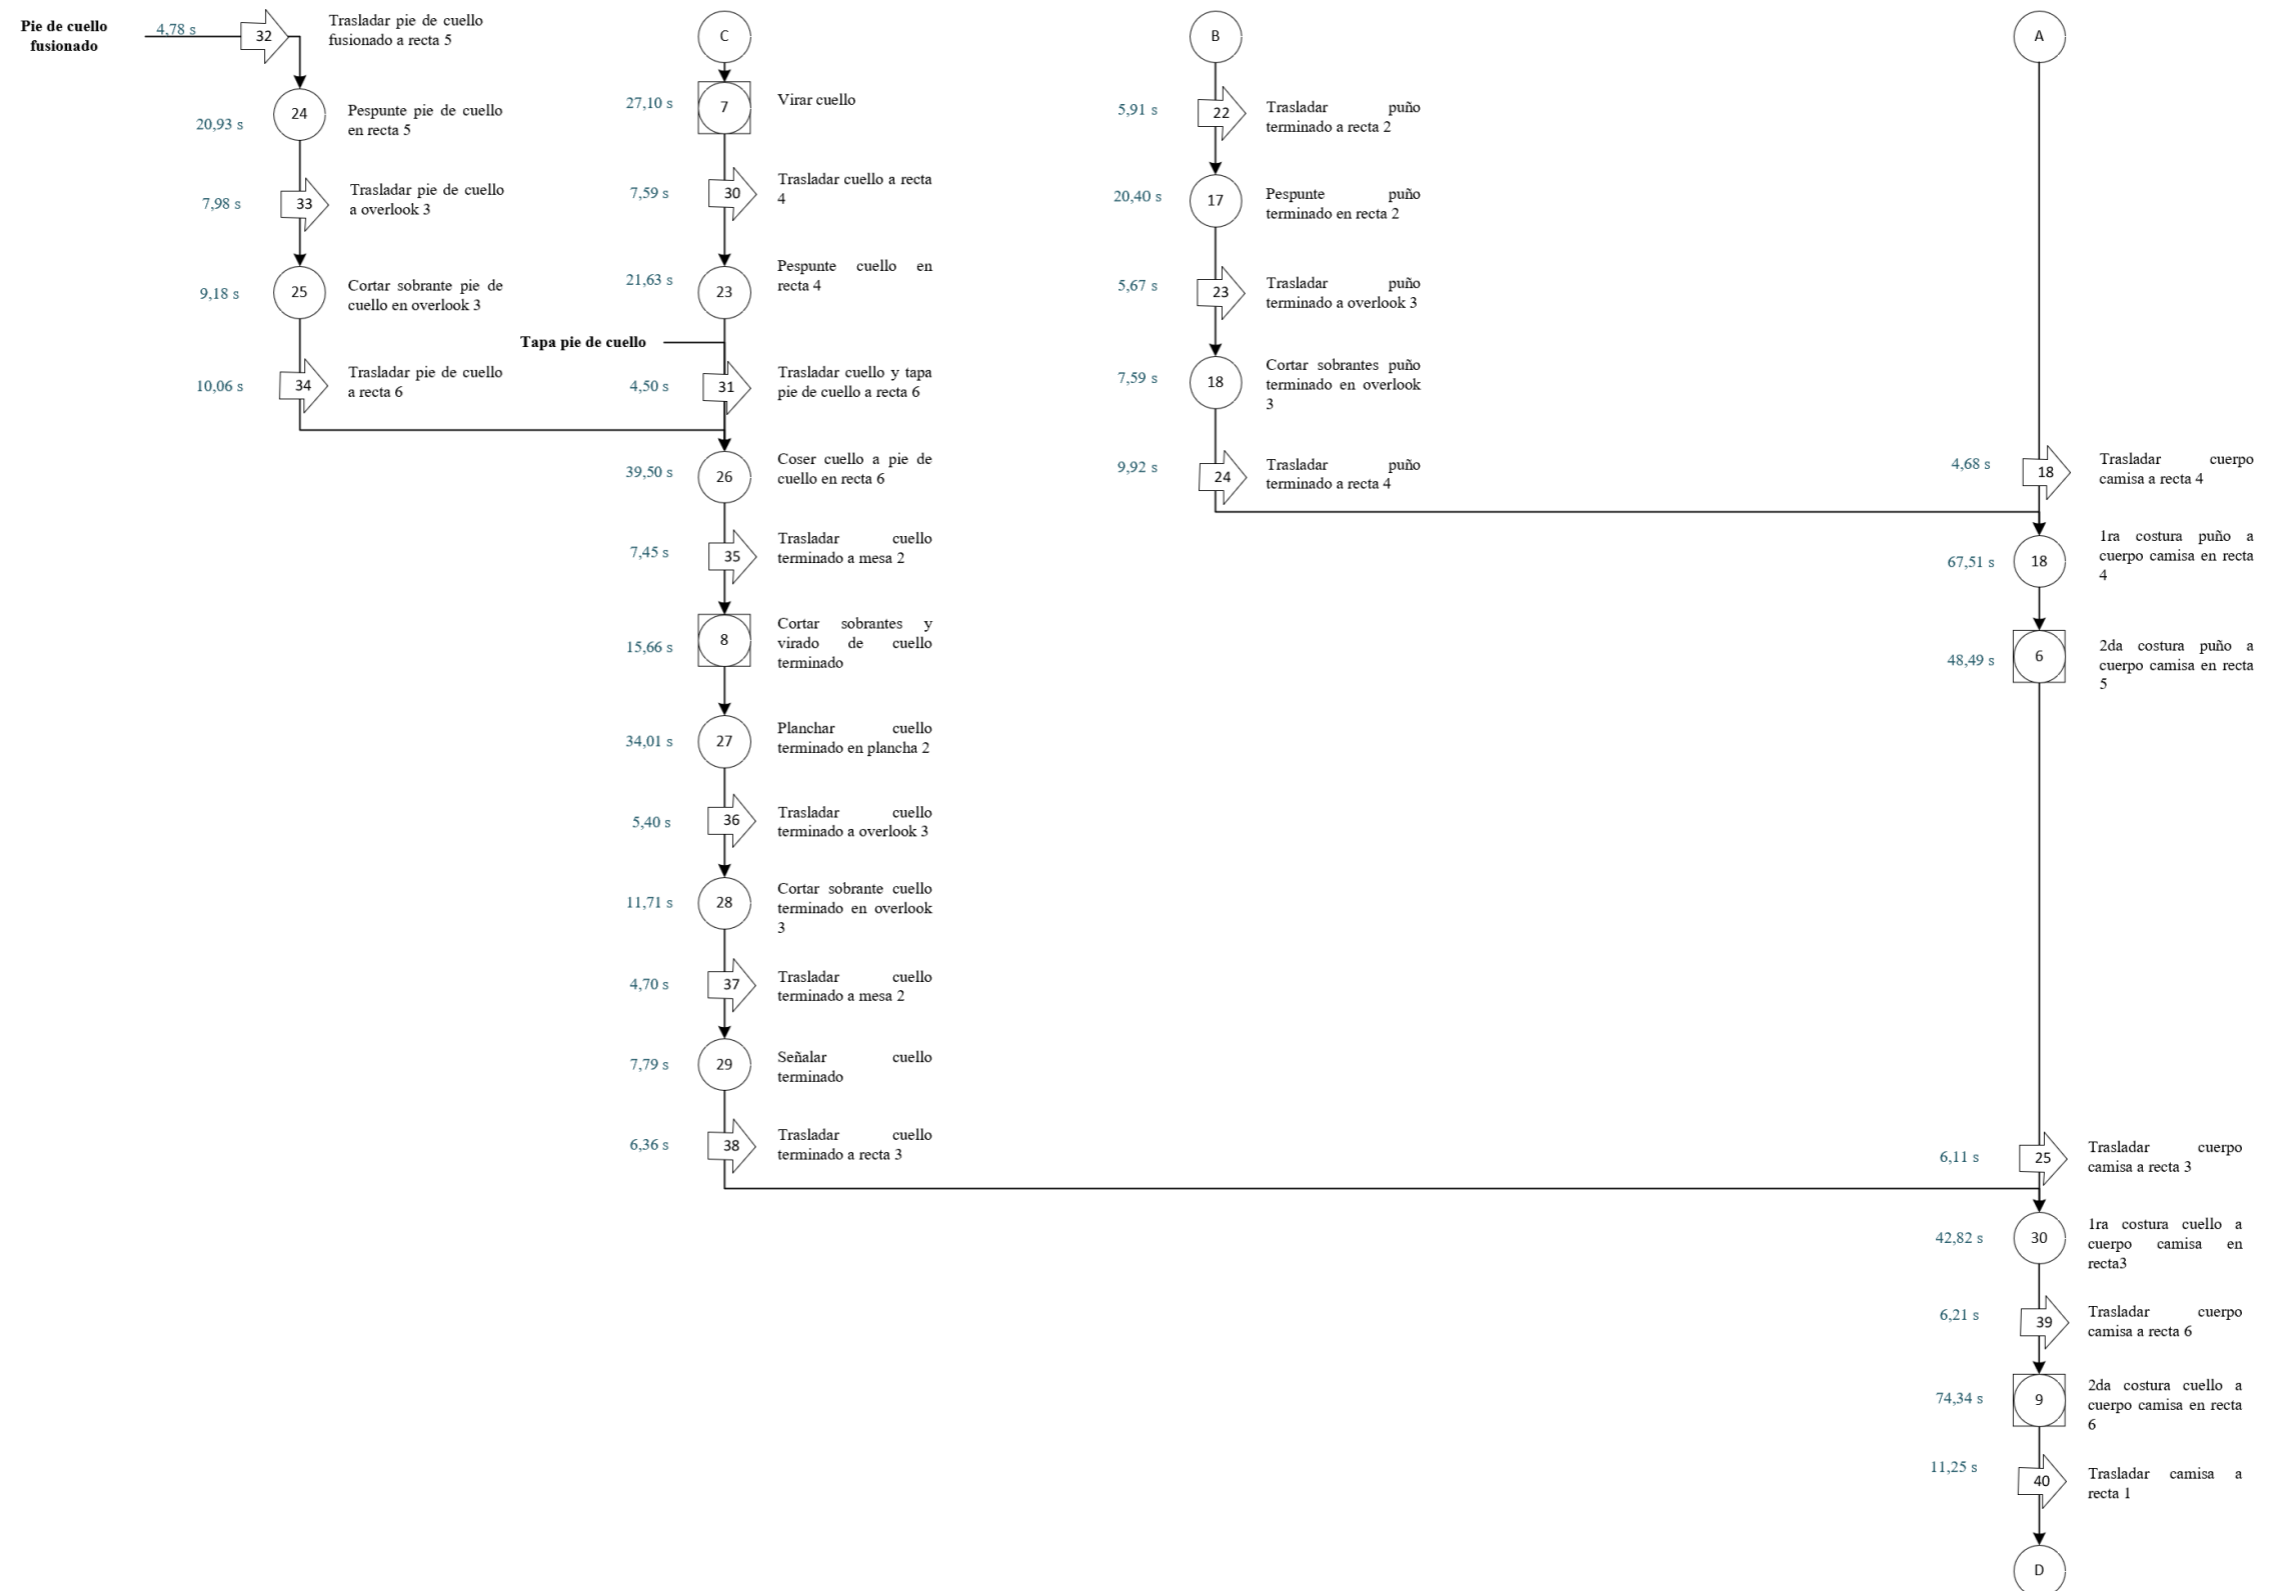 Pie de cuello
fusionado
4,78 s
32
Trasladar pie de cuello
fusionado a recta 5
20,93 s
24
Pespunte pie de cuello
en recta 5
7,98 s
33
Trasladar pie de cuello
a overlook 3
9,18 s
25
Cortar sobrante pie de
cuello en overlook 3
10,06 s
34
Trasladar pie de cuello
a recta 6
C
27,10 s
7
Virar cuello
7,59 s
30
Trasladar cuello a recta
4
21,63 s
23
Pespunte cuello en
recta 4
Tapa pie de cuello
4,50 s
31
Trasladar cuello y tapa
pie de cuello a recta 6
39,50 s
26
Coser cuello a pie de
cuello en recta 6
7,45 s
35
Trasladar cuello
terminado a mesa 2
15,66 s
8
Cortar sobrantes y
virado de cuello
terminado
34,01 s
27
Planchar cuello
terminado en plancha 2
5,40 s
36
Trasladar cuello
terminado a overlook 3
11,71 s
28
Cortar sobrante cuello
terminado en overlook
3
4,70 s
37
Trasladar cuello
terminado a mesa 2
7,79 s
29
Señalar cuello
terminado
6,36 s
38
Trasladar cuello
terminado a recta 3
B
5,91 s
22
Trasladar puño
terminado a recta 2
20,40 s
17
Pespunte puño
terminado en recta 2
5,67 s
23
Trasladar puño
terminado a overlook 3
7,59 s
18
Cortar sobrantes puño
terminado en overlook
3
9,92 s
24
Trasladar puño
terminado a recta 4
A
4,68 s
18
Trasladar cuerpo
camisa a recta 4
67,51 s
18
1ra costura puño a
cuerpo camisa en recta
4
48,49 s
6
2da costura puño a
cuerpo camisa en recta
5
6,11 s
25
Trasladar cuerpo
camisa a recta 3
42,82 s
30
1ra costura cuello a
cuerpo camisa en
recta3
6,21 s
39
Trasladar cuerpo
camisa a recta 6
74,34 s
9
2da costura cuello a
cuerpo camisa en recta
6
11,25 s
40
Trasladar camisa a
recta 1
D